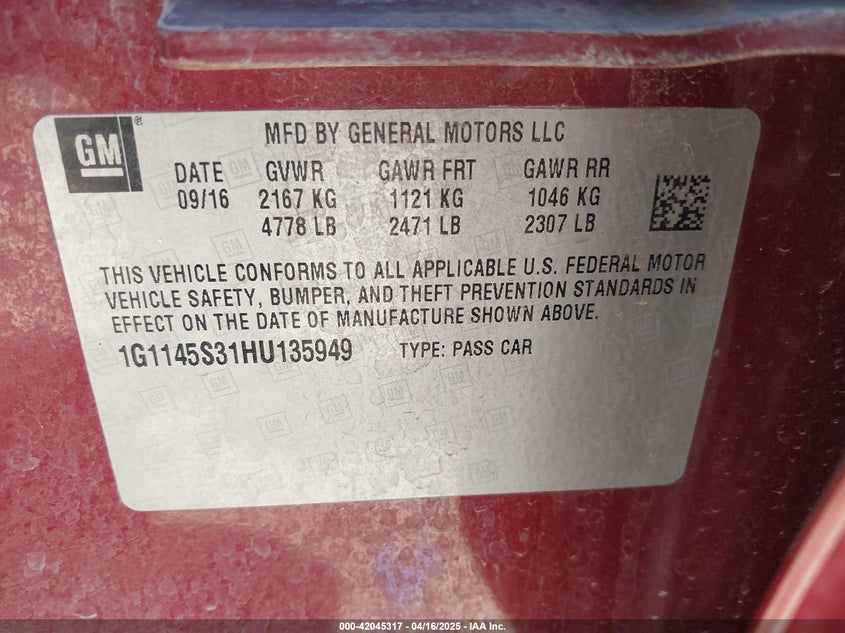 GM
MFD BY GENERAL MOTORS LLC
DATE GVWR GAWR FRT GAWR RR
09/16 2167 KG 1121 KG 1046 KG
4778 LB 2471 LB 2307 LB
THIS VEHICLE CONFORMS TO ALL APPLICABLE U.S. FEDERAL MOTOR
VEHICLE SAFETY, BUMPER, AND THEFT PREVENTION STANDARDS IN
EFFECT ON THE DATE OF MANUFACTURE SHOWN ABOVE.
1G1145S31HU135949 TYPE: PASS CAR
000-42045317 - 04/16/2025 - IAA Inc.